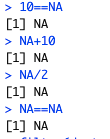 > 10==NA
[1] NA
> NA+10
[1] NA
> NA/2
[1] NA
> NA==NA
[1] NA